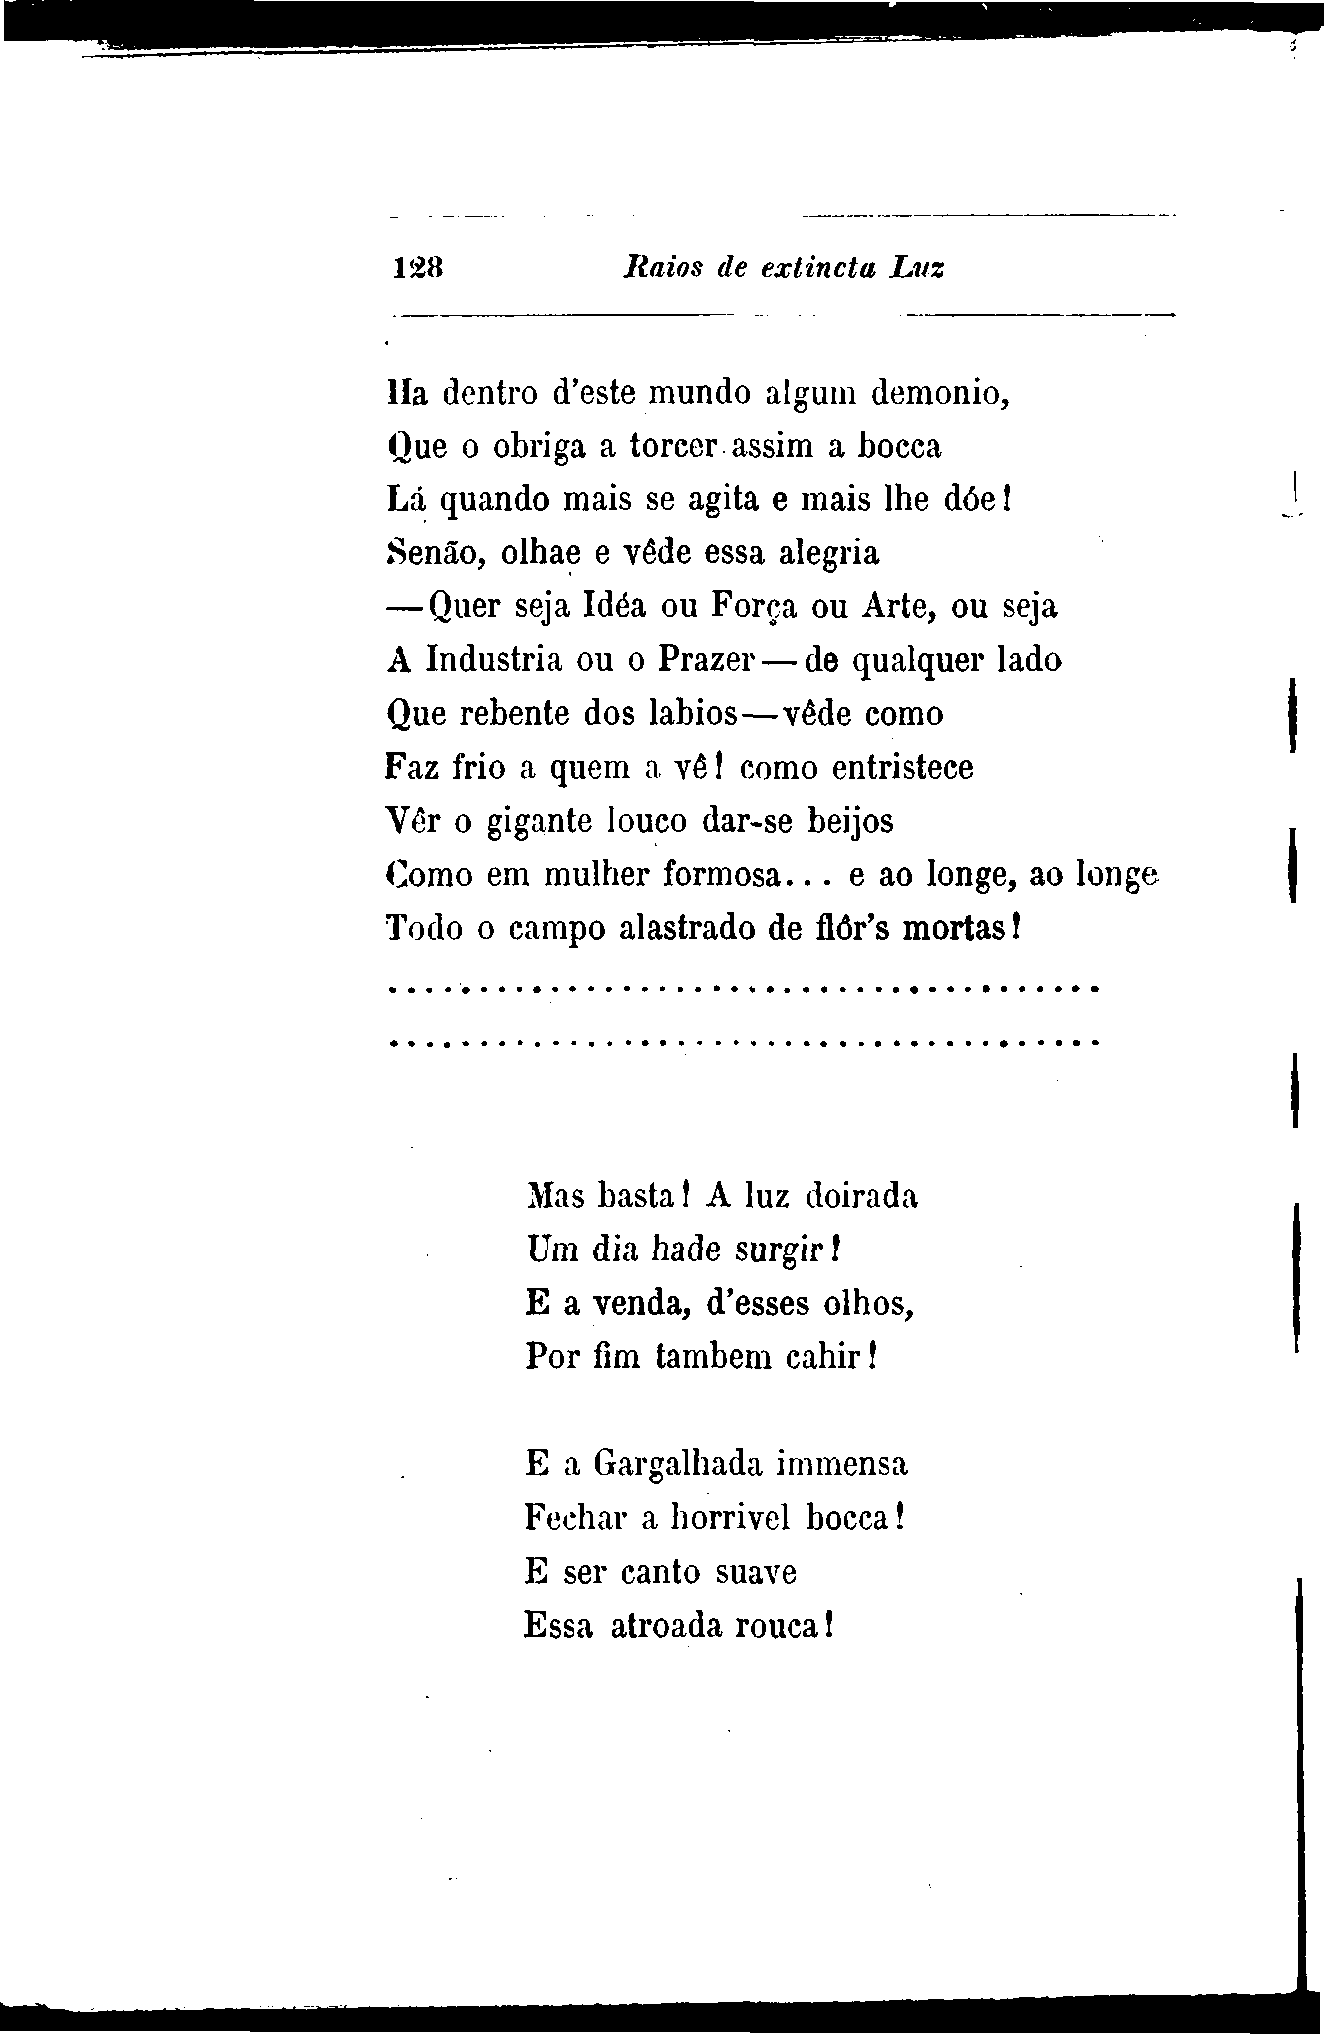 128 Raios de extincta Luz
Ha dentro d'este mundo algum demonio,
Que o obriga a torcer assim a bocca
Lá quando mais se agita e mais lhe dóe!
Senão, olhae e vêde essa alegria
—Quer seja Idéa ou Força ou Arte, ou seja
A Industria ou o Prazer—de qualquer lado
Que rebente dos labios—vêde como
Faz frio a quem a vê! como entristece
Vêr o gigante louco dar-se beijos
Como em mulher formosa... e ao longe, ao longe
Todo o campo alastrado de flôr's mortas!
........................................
........................................
Mas basta! A luz doirada
Um dia hade surgir!
E a venda, d'esses olhos,
Por fim tambem cahir!
E a Gargalhada immensa
Fechar a horrivel bocca!
E ser canto suave
Essa atroada rouca!